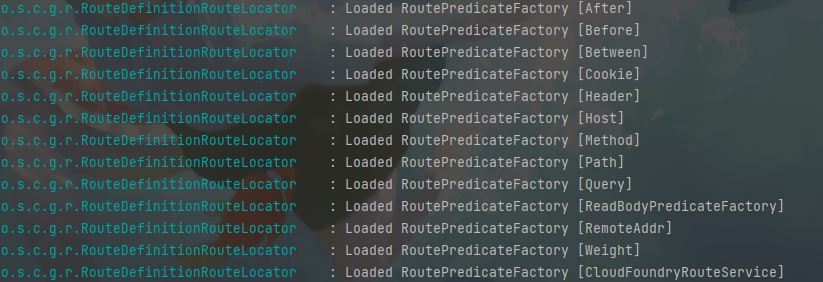 o.s.c.g.r.RouteDefinitionRouteLocator : Loaded RoutePredicateFactory [After]
o.s.c.g.r.RouteDefinitionRouteLocator : Loaded RoutePredicateFactory [Before]
o.s.c.g.r.RouteDefinitionRouteLocator : Loaded RoutePredicateFactory [Between]
o.s.c.g.r.RouteDefinitionRouteLocator : Loaded RoutePredicateFactory [Cookie]
o.s.c.g.r.RouteDefinitionRouteLocator : Loaded RoutePredicateFactory [Header]
o.s.c.g.r.RouteDefinitionRouteLocator : Loaded RoutePredicateFactory [Host]
o.s.c.g.r.RouteDefinitionRouteLocator : Loaded RoutePredicateFactory [Method]
o.s.c.g.r.RouteDefinitionRouteLocator : Loaded RoutePredicateFactory [Path]
o.s.c.g.r.RouteDefinitionRouteLocator : Loaded RoutePredicateFactory [Query]
o.s.c.g.r.RouteDefinitionRouteLocator : Loaded RoutePredicateFactory [ReadBodyPredicateFactory]
o.s.c.g.r.RouteDefinitionRouteLocator : Loaded RoutePredicateFactory [RemoteAddr]
o.s.c.g.r.RouteDefinitionRouteLocator : Loaded RoutePredicateFactory [Weight]
o.s.c.g.r.RouteDefinitionRouteLocator : Loaded RoutePredicateFactory [CloudFoundryRouteService]